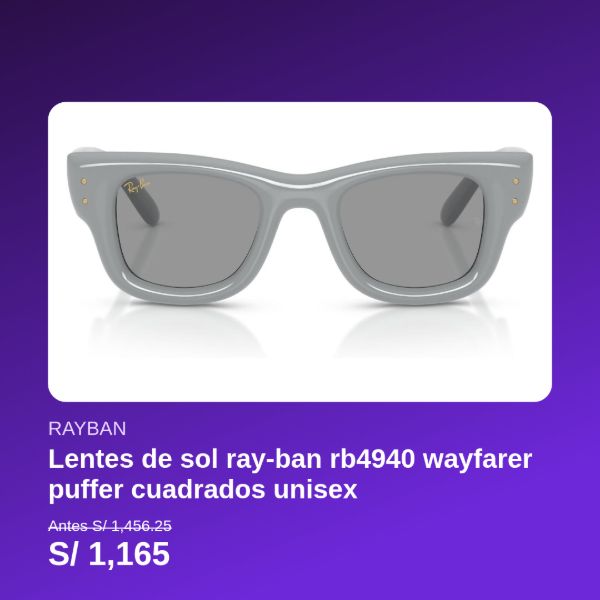 Ray-Ban
RAYBAN
Lentes de sol ray-ban rb4940 wayfarer
puffer cuadrados unisex
Antes S/ 1,456.25
S/ 1,165